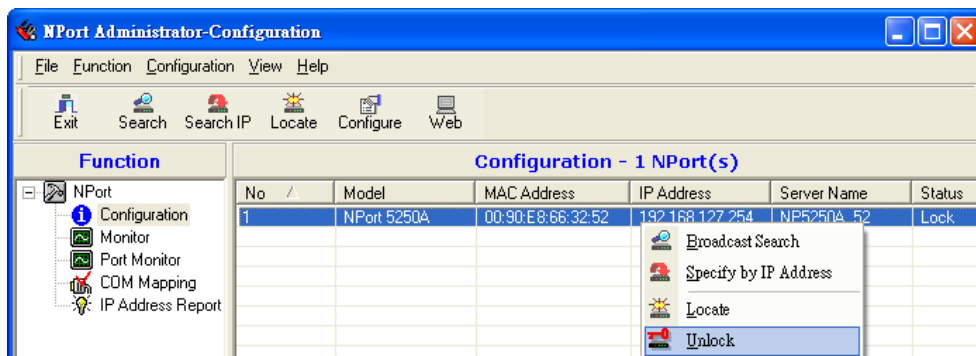 NPort Administrator-Configuration
File Function Configuration View Help
Exit Search Search IP Locate Configure Web
Function
Configuration - 1 NPort(s)
NPort
Configuration
Monitor
Port Monitor
COM Mapping
IP Address Report
No Model MAC Address IP Address Server Name Status
1 NPort 5250A 00:90:E8:66:32:52 192.168.127.254 NP5250A_52 Lock
Broadcast Search
Specify by IP Address
Locate
Unlock